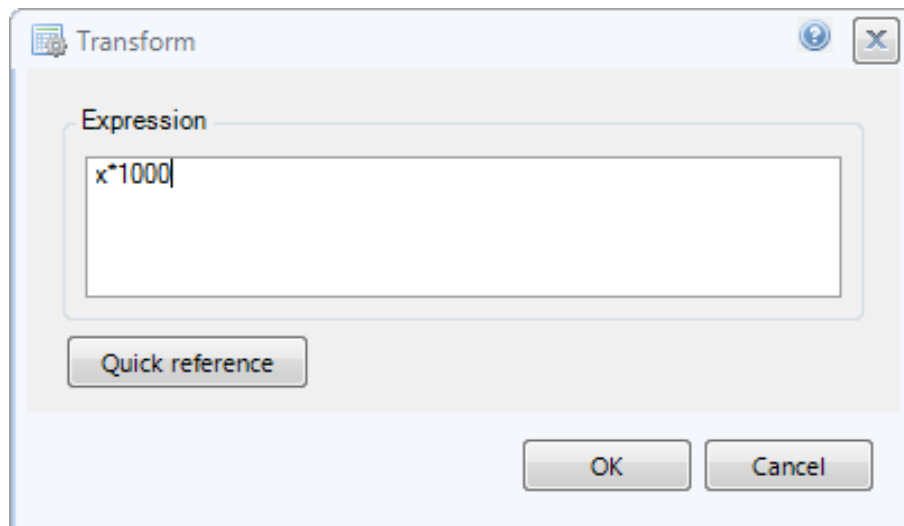 Transform
Expression
x*1000
Quick reference
OK
Cancel